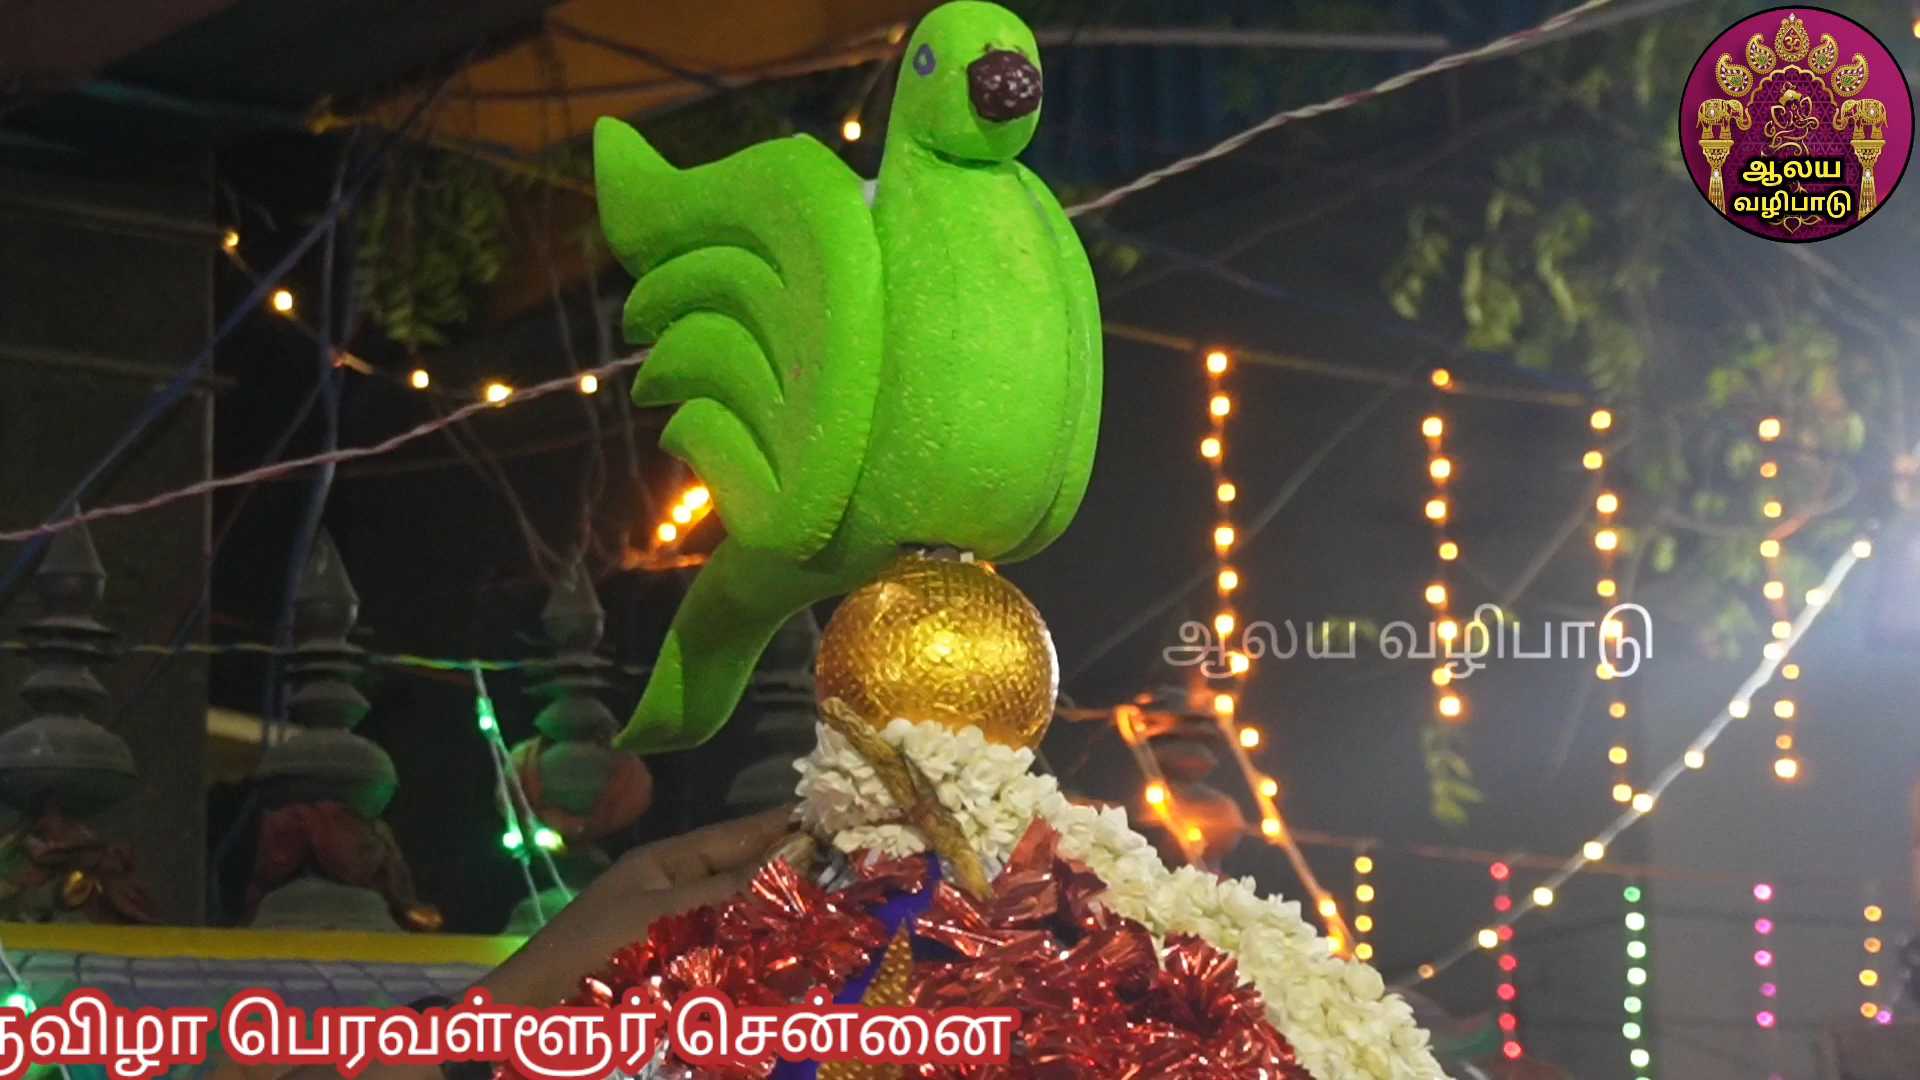 ஆலய
வழிபாடு
ஆலய வழிபாடு
பெரவள்ளூர் சென்னை